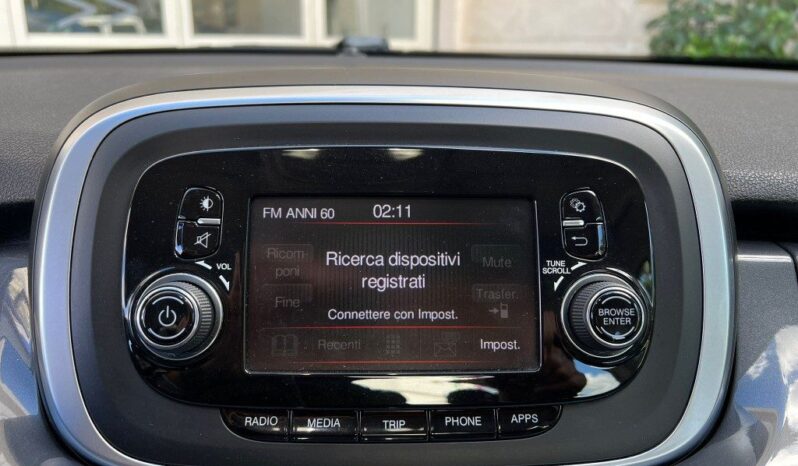 FM ANNI 60 02:11
Ricom
poni
Ricerca dispositivi
registrati
Mute
Fine
Trasfer.
Connettere con Impost.
Recenti
Impost.
VOL
TUNE
SCROLL
BROWSE
ENTER
RADIO MEDIA TRIP PHONE APPS